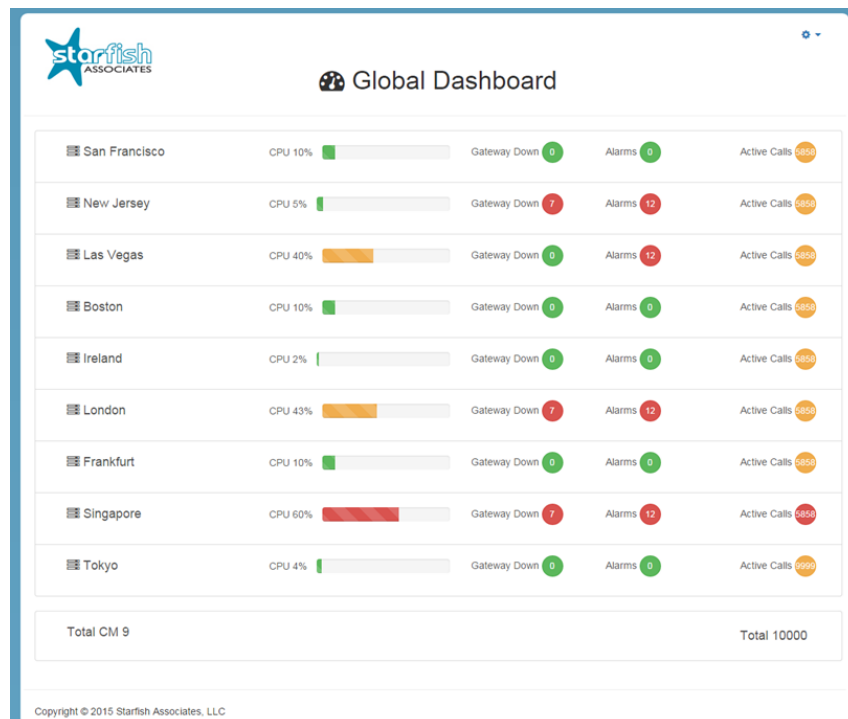 starfish
ASSOCIATES
Global Dashboard
San Francisco CPU 10% Gateway Down 0 Alarms 0 Active Calls 5858
New Jersey CPU 5% Gateway Down 7 Alarms 12 Active Calls 5858
Las Vegas CPU 40% Gateway Down 0 Alarms 12 Active Calls 5858
Boston CPU 10% Gateway Down 0 Alarms 0 Active Calls 5858
Ireland CPU 2% Gateway Down 0 Alarms 0 Active Calls 5858
London CPU 43% Gateway Down 7 Alarms 12 Active Calls 5858
Frankfurt CPU 10% Gateway Down 0 Alarms 0 Active Calls 5858
Singapore CPU 60% Gateway Down 7 Alarms 12 Active Calls 5858
Tokyo CPU 4% Gateway Down 0 Alarms 0 Active Calls 9999
Total CM 9 Total 10000
Copyright © 2015 Starfish Associates, LLC